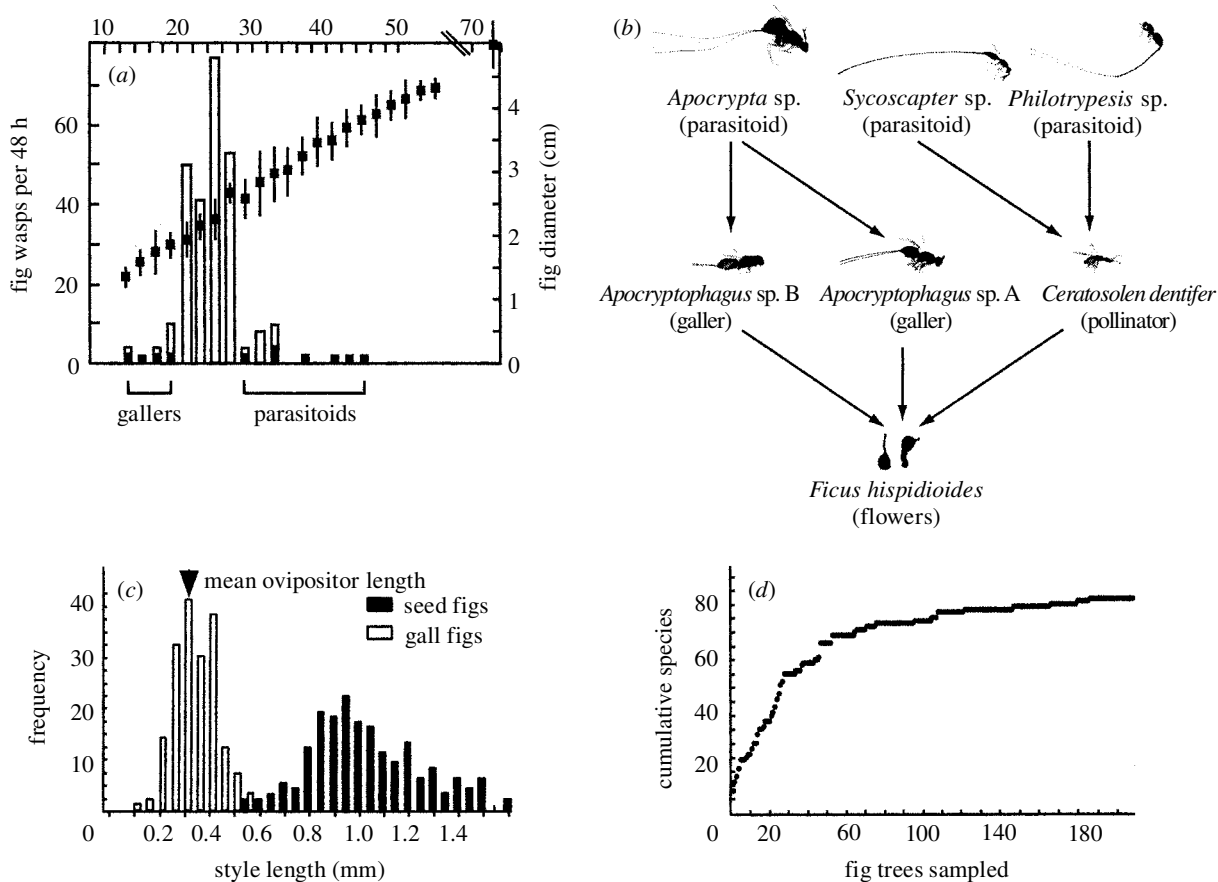 10 20 30 40 50 70
(a)
60
40
20
0
fig wasps per 48 h
4
3
2
1
0
fig diameter (cm)
gallers
parasitoids
(b)
Apocrypta sp.
(parasitoid)
Sycoscapter sp.
(parasitoid)
Philotrypesis sp.
(parasitoid)
Apocryptophagus sp. B
(galler)
Apocryptophagus sp. A
(galler)
Ceratosolen dentifer
(pollinator)
Ficus hispidioides
(flowers)
(c)
mean ovipositor length
seed figs
gall figs
40
30
20
10
frequency
0 0.2 0.4 0.6 0.8 1.0 1.2 1.4
style length (mm)
(d)
80
60
40
20
cumulative species
0 20 60 100 140 180
fig trees sampled